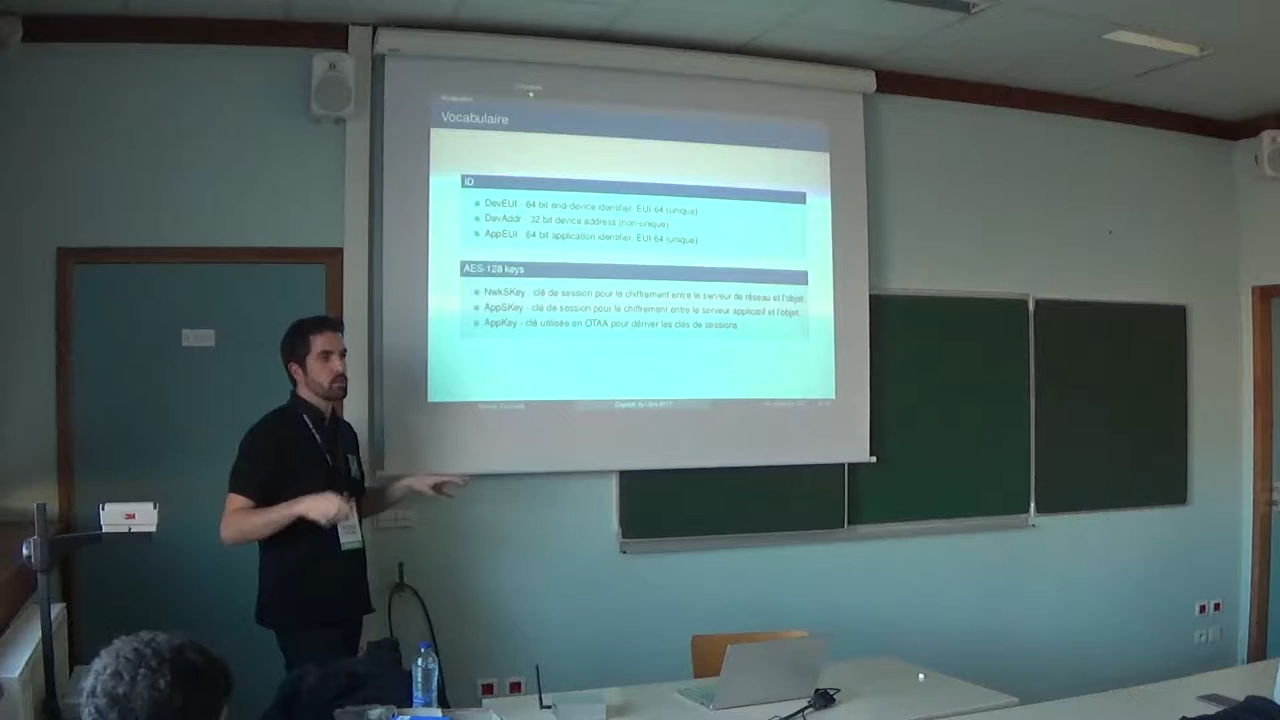 Vocabulaire
ID
DevEUI - 64 bit end-device identifier, EUI-64 (unique)
DevAddr - 32 bit device address (non-unique)
AppEUI - 64 bit application identifier, EUI-64 (unique)
AES-128 keys
NwkSKey - clé de session pour le chiffrement entre le serveur de réseau et l'objet
AppSKey - clé de session pour le chiffrement entre le serveur applicatif et l'objet
AppKey - clé utilisée en OTAA pour dériver les clés de sessions
3M